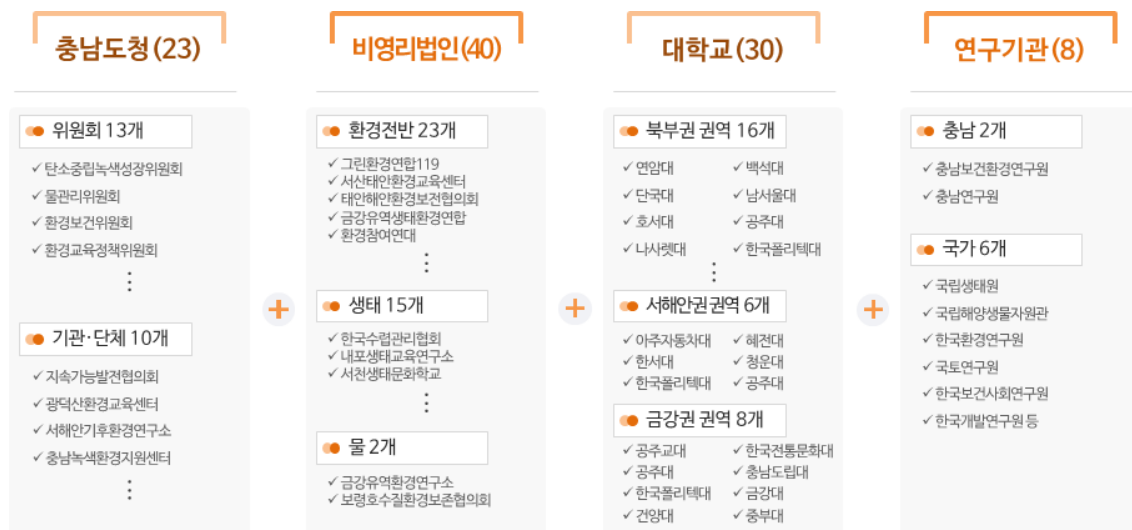 충남도청(23)
위원회 13개
탄소중립녹색성장위원회
물관리위원회
환경보건위원회
환경교육정책위원회
기관·단체 10개
지속가능발전협의회
광덕산환경교육센터
서해안기후환경연구소
충남녹색환경지원센터
비영리법인(40)
환경전반 23개
그린환경연합119
서산태안환경교육센터
태안해안환경보전협의회
금강유역생태환경연합
환경참여연대
생태 15개
한국수렵관리협회
내포생태교육연구소
서천생태문화학교
물 2개
금강유역환경연구소
보령호수질환경보존협의회
대학교(30)
북부권 권역 16개
연암대 백석대
단국대 남서울대
호서대 공주대
나사렛대 한국폴리텍대
서해안권 권역 6개
아주자동차대 혜전대
한서대 청운대
한국폴리텍대 공주대
금강권 권역 8개
공주교대 한국전통문화대
공주대 충남도립대
한국폴리텍대 금강대
건양대 중부대
연구기관(8)
충남 2개
충남보건환경연구원
충남연구원
국가 6개
국립생태원
국립해양생물자원관
한국환경연구원
국토연구원
한국보건사회연구원
한국개발연구원 등